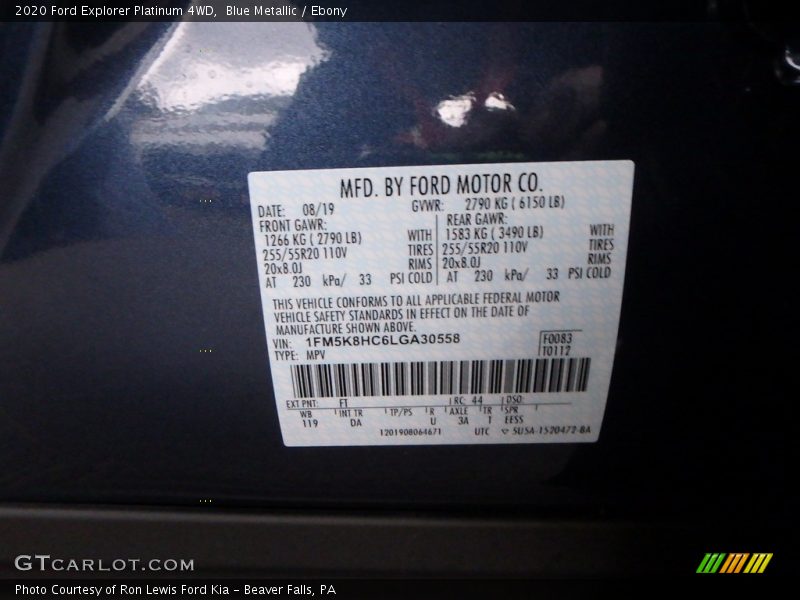 2020 Ford Explorer Platinum 4WD, Blue Metallic / Ebony
MFD. BY FORD MOTOR CO.
DATE: 08/19 GVWR: 2790 KG ( 6150 LB)
FRONT GAWR: REAR GAWR:
1266 KG ( 2790 LB) WITH 1583 KG ( 3490 LB) WITH
255/55R20 110V TIRES 255/55R20 110V TIRES
20x8.0J RIMS 20x8.0J RIMS
AT 230 kPa/ 33 PSI COLD AT 230 kPa/ 33 PSI COLD
THIS VEHICLE CONFORMS TO ALL APPLICABLE FEDERAL MOTOR
VEHICLE SAFETY STANDARDS IN EFFECT ON THE DATE OF
MANUFACTURE SHOWN ABOVE.
VIN: 1FM5K8HC6LGA30558 F0083
TYPE: MPV T0112
EXT PNT: FT RC: 44 DSO:
WB INT TR TP/PS R AXLE TR SPR
119 DA U 3A T EESS
1201908064671 UTC 5U5A-1520472-BA
GTCARLOT.COM
Photo Courtesy of Ron Lewis Ford Kia - Beaver Falls, PA